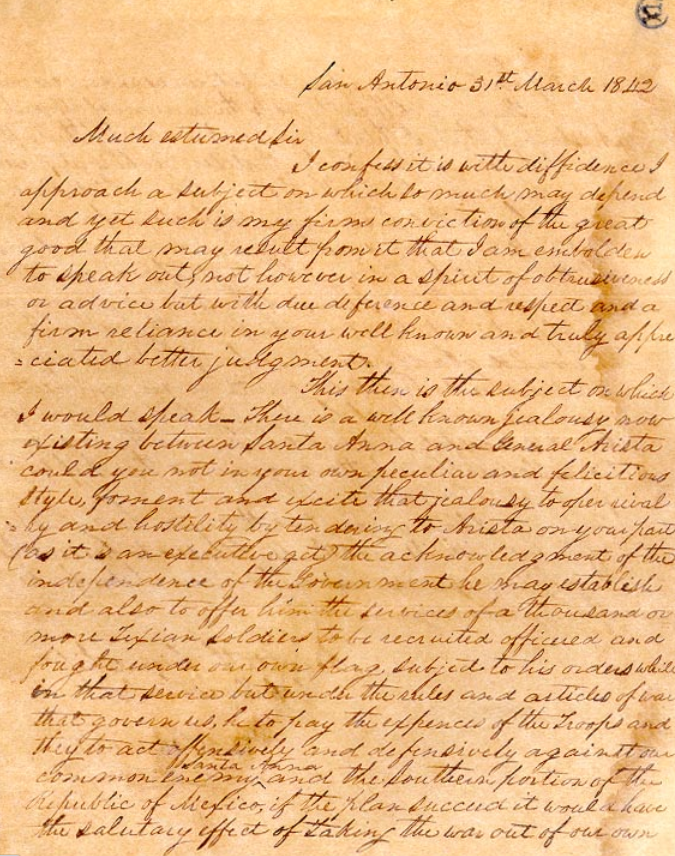 San Antonio 31st March 1842
Much estumed Sir
I confess it is with diffidence I
approach a subject on which so much may depend
and yet such is my firm conviction of the great
good that may result from it that I am embolden
to speak out, not however in a spirit of obtrusiveness
or advice but with due deference and respect and a
firm reliance in your well known and truly appre
=ciated better judgment.
This then is the subject on which
I would speak – There is a well known jealousy now
existing between Santa Anna and General Arista
could you not in your own peculiar and felicitious
style, foment and excite that jealousy to open rival
=ry and hostility by tendering to Arista on your part
(as it is an executive act) the acknowledgment of the
independence of the Government he may establish
and also to offer him the services of a thousand or
more Texian soldiers to be recruited officered and
fought under our own flag, subject to his orders while
in that service but under the rules and articles of war
that govern us, he to pay the expences of the Troops and
they to act offensively and defensively against our
Santa Anna
common enemy, and the Southern portion of the
Republic of Mexico, if the plan succeed it would have
the salutary effect of taking the war out of our own